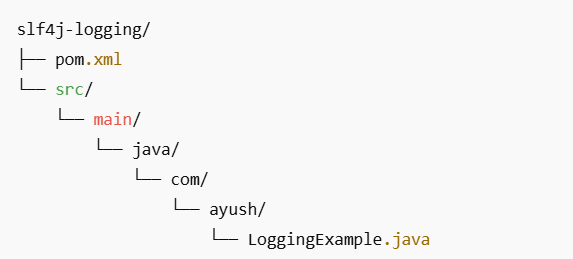 slf4j-logging/
├── pom.xml
└── src/
    └── main/
        └── java/
            └── com/
                └── ayush/
                    └── LoggingExample.java